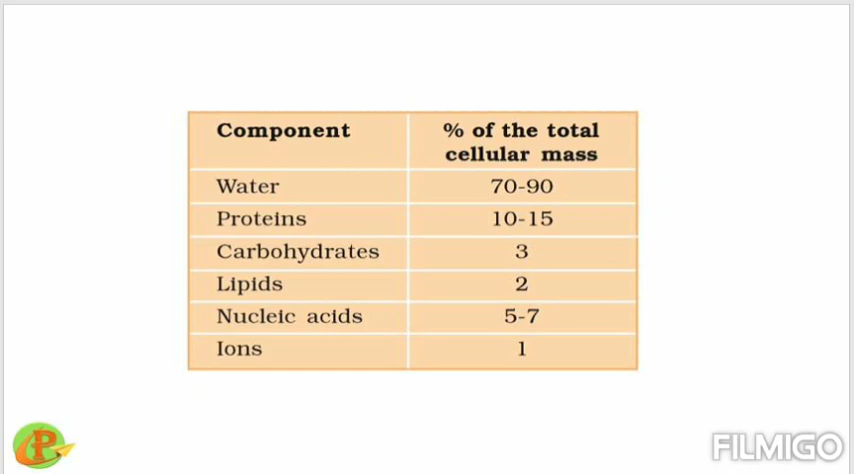 Component % of the total
cellular mass
Water 70-90
Proteins 10-15
Carbohydrates 3
Lipids 2
Nucleic acids 5-7
Ions 1
P
FILMIGO